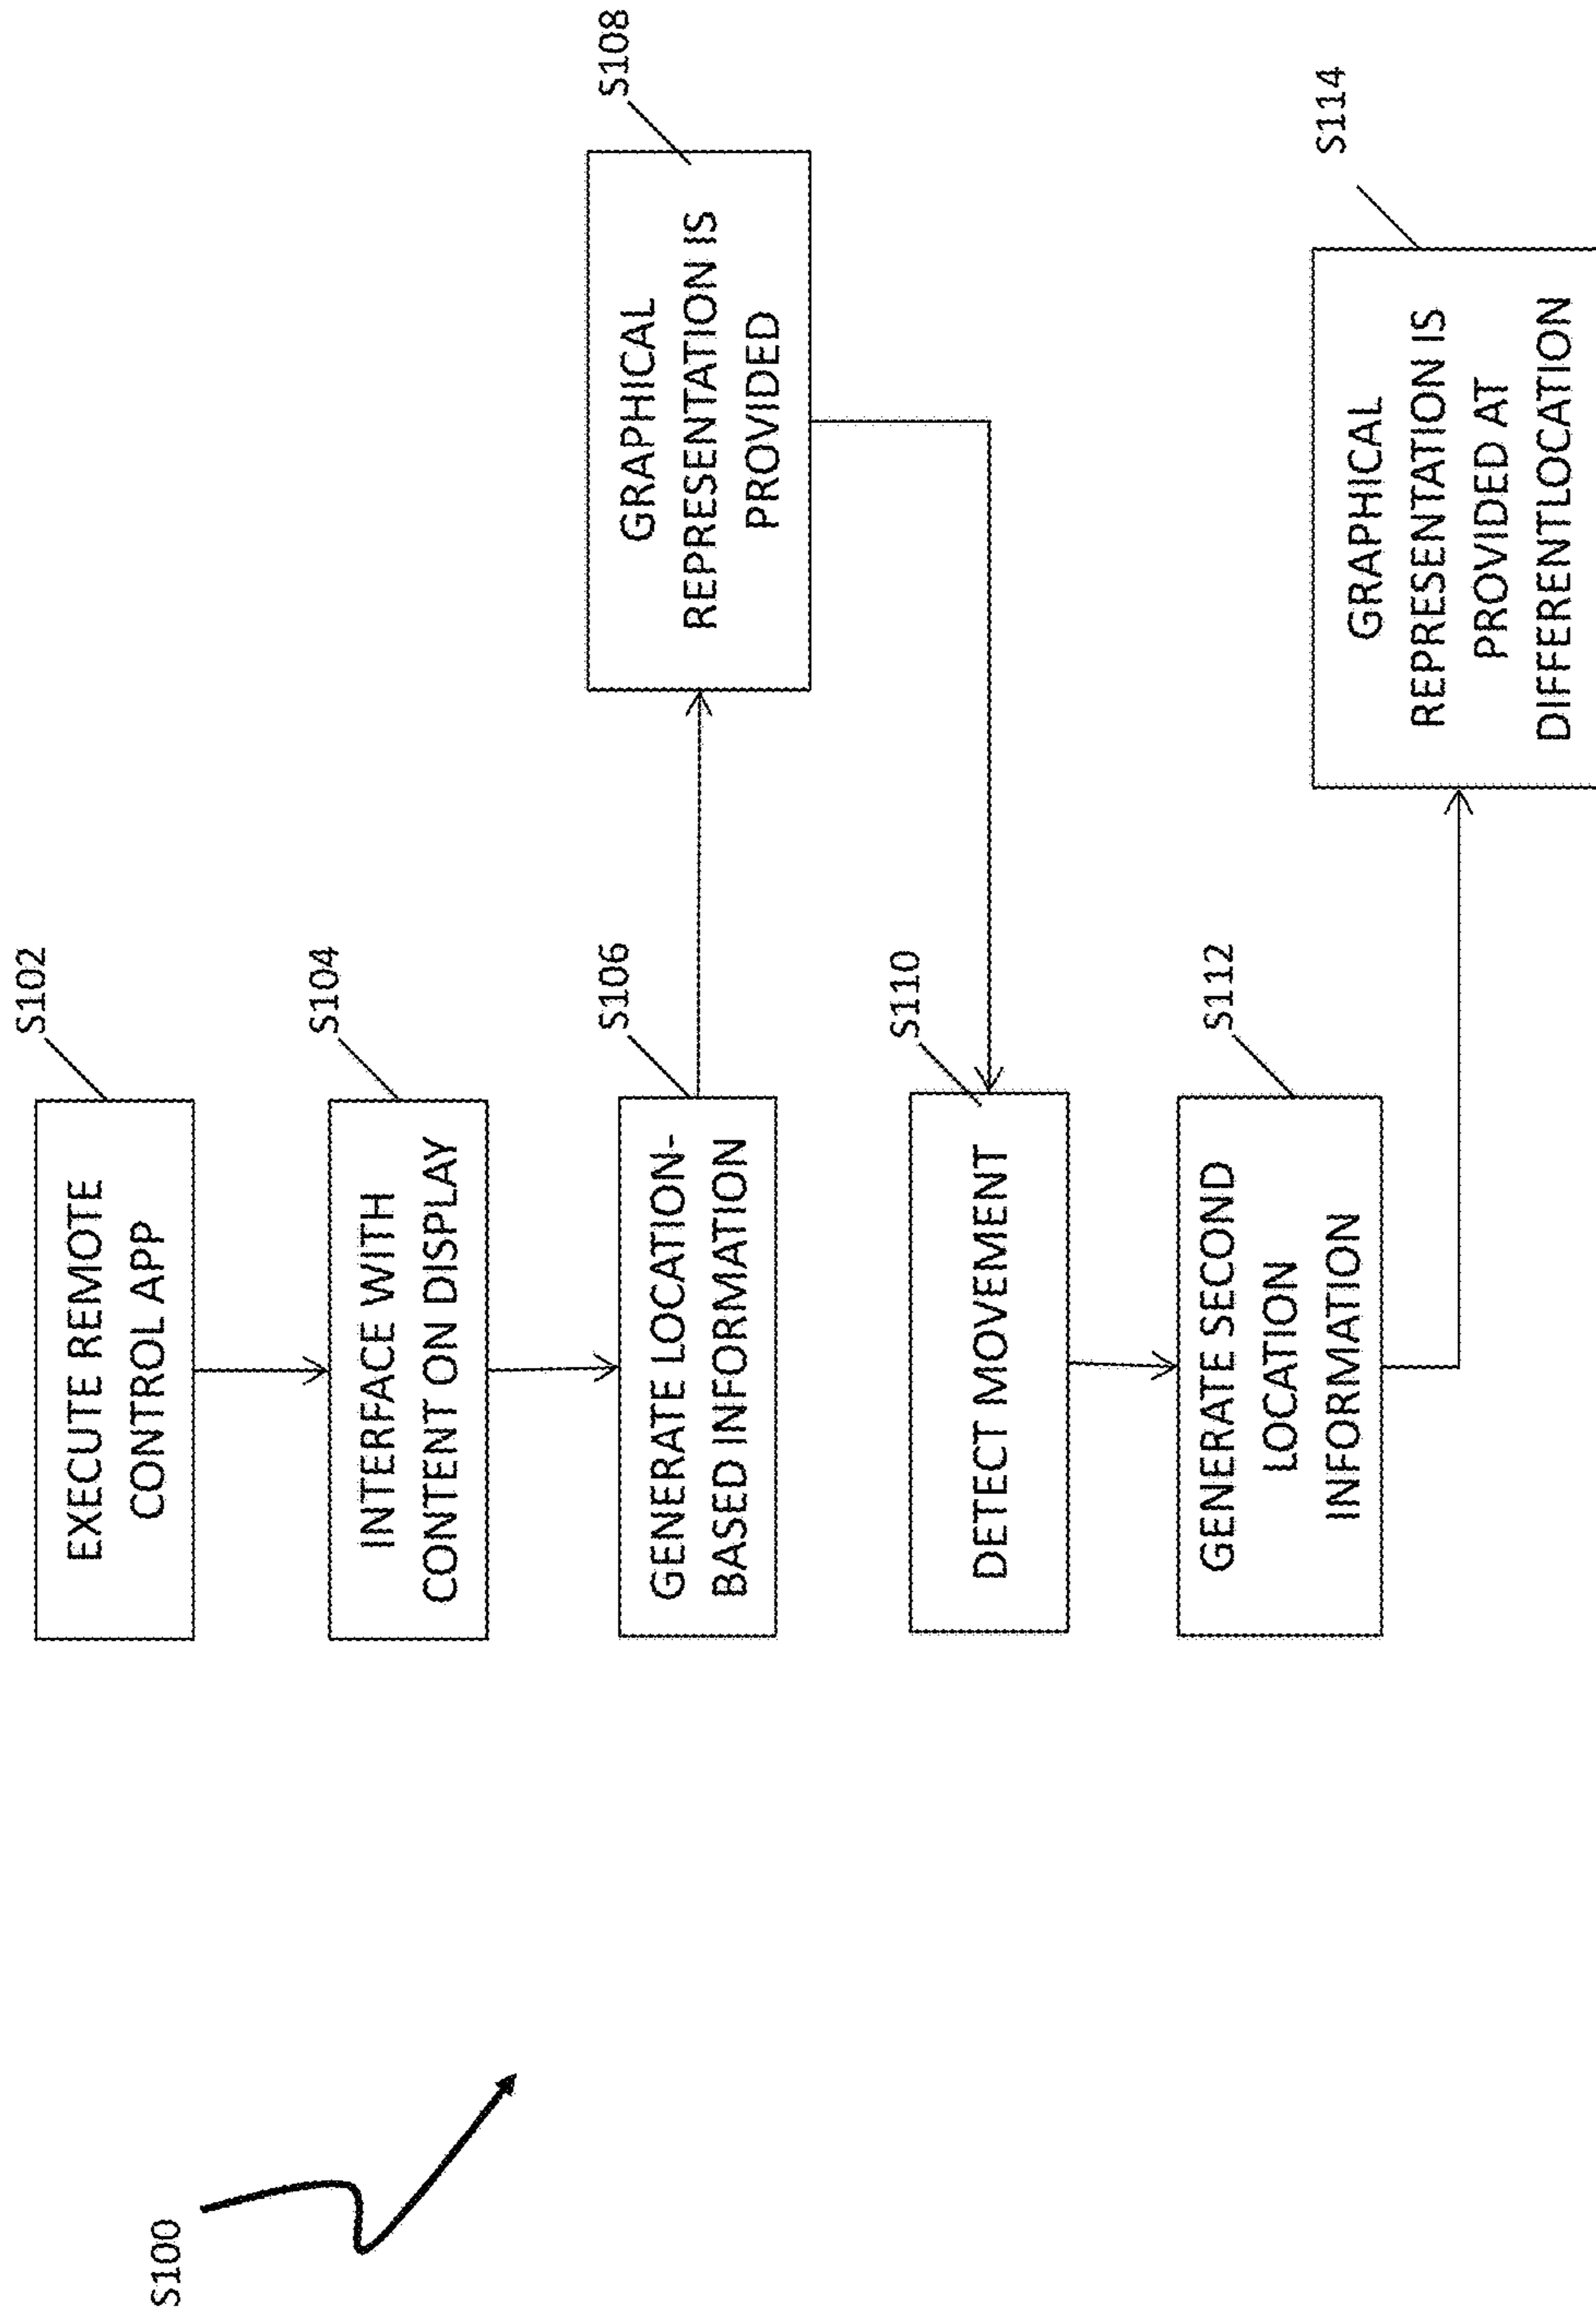 S100
EXECUTE REMOTE
CONTROL APP
S102
INTERFACE WITH
CONTENT ON DISPLAY
S104
GENERATE LOCATION-
BASED INFORMATION
S106
GRAPHICAL
REPRESENTATION IS
PROVIDED
S108
DETECT MOVEMENT
S110
GENERATE SECOND
LOCATION
INFORMATION
S112
GRAPHICAL
REPRESENTATION IS
PROVIDED AT
DIFFERENTLOCATION
S114